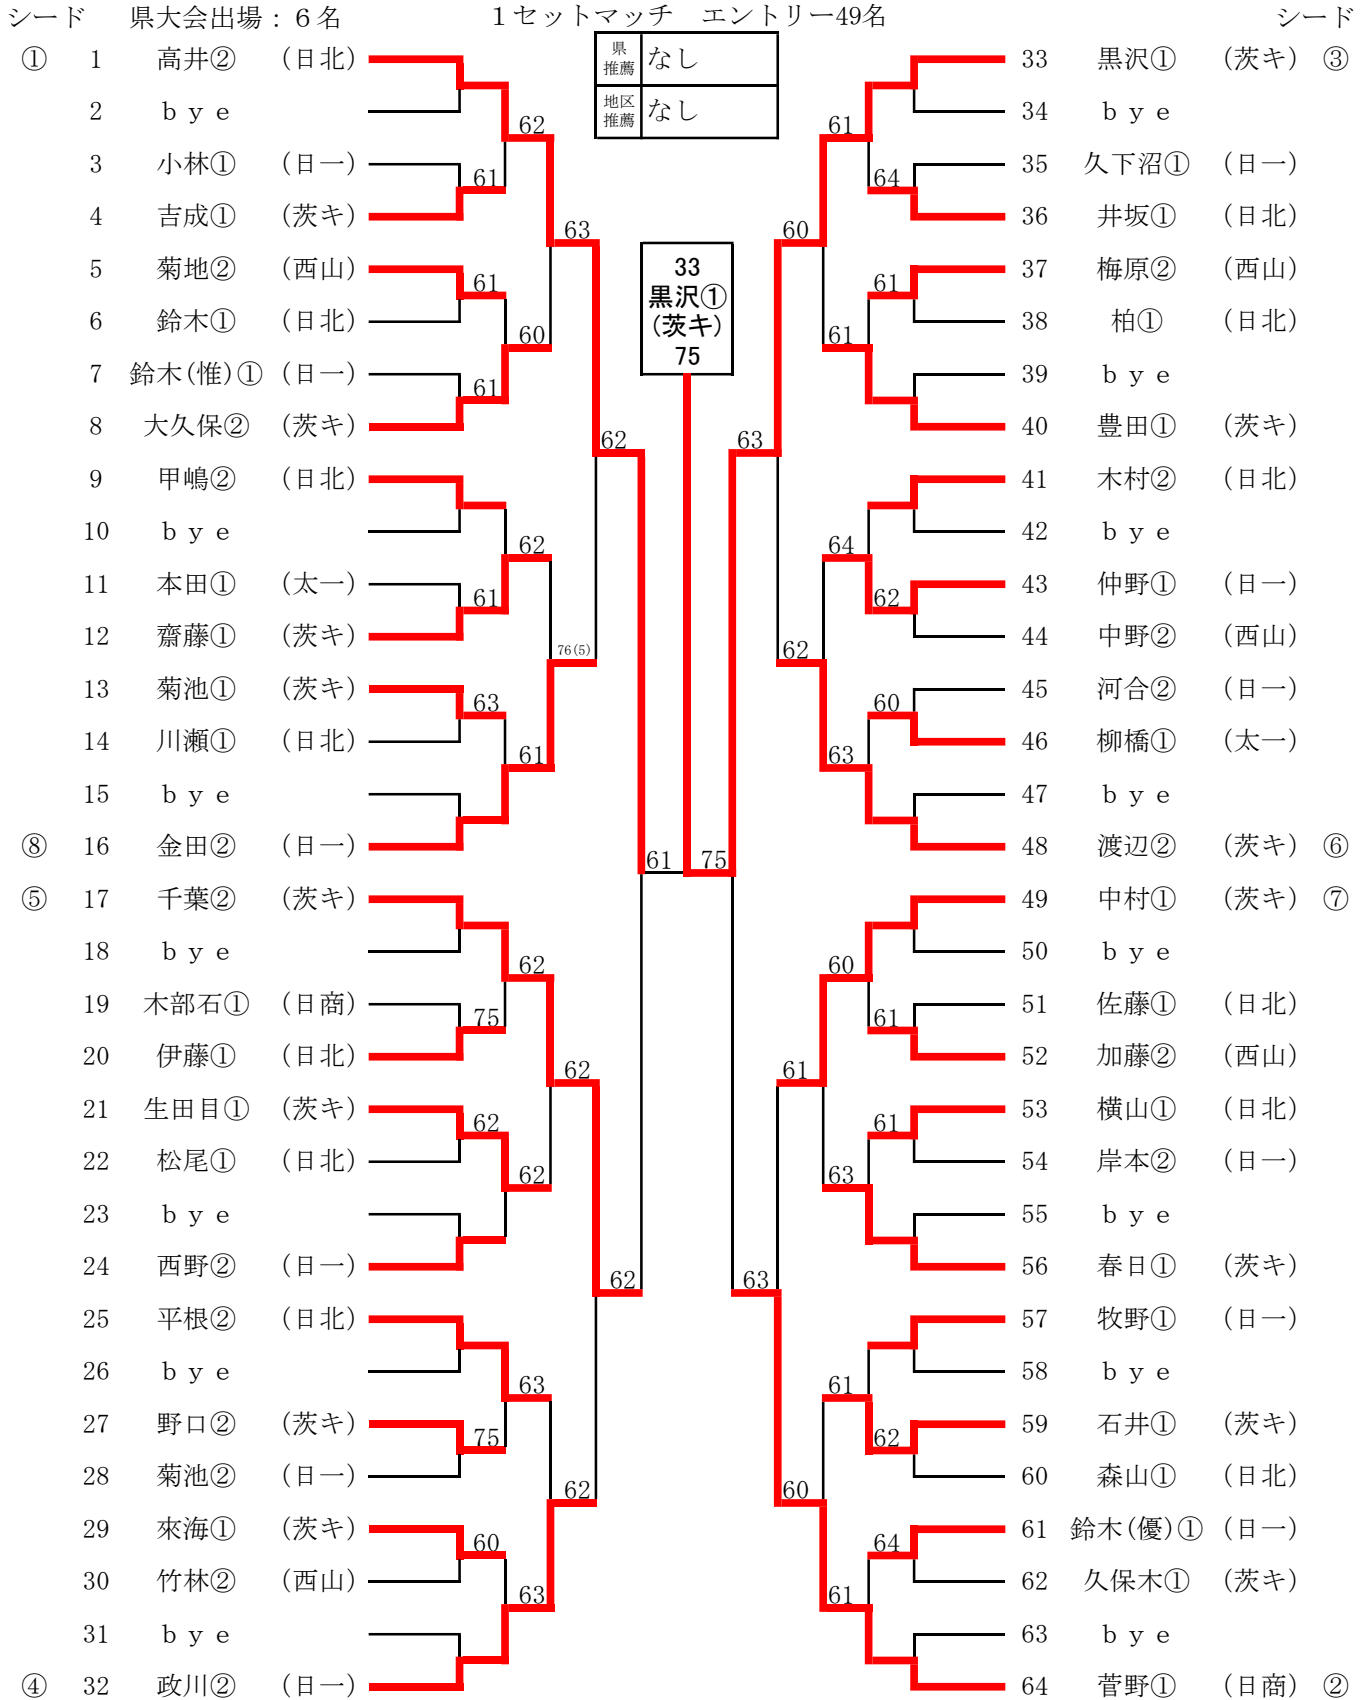 シード 県大会出場：6名 1セットマッチ エントリー49名 シード
県推薦 なし
地区推薦 なし
① 1 高井② (日北)
2 ｂｙｅ
62
3 小林① (日一)
61
4 吉成① (茨キ)
63
5 菊地② (西山)
61
6 鈴木① (日北)
60
7 鈴木(惟)① (日一)
61
8 大久保② (茨キ)
62
9 甲嶋② (日北)
10 ｂｙｅ
62
11 本田① (太一)
61
12 齋藤① (茨キ)
76(5)
13 菊池① (茨キ)
63
14 川瀬① (日北)
61
15 ｂｙｅ
⑧ 16 金田② (日一)
61
⑤ 17 千葉② (茨キ)
18 ｂｙｅ
62
19 木部石① (日商)
75
20 伊藤① (日北)
62
21 生田目① (茨キ)
62
22 松尾① (日北)
62
23 ｂｙｅ
24 西野② (日一)
62
25 平根② (日北)
26 ｂｙｅ
63
27 野口② (茨キ)
75
28 菊池② (日一)
62
29 來海① (茨キ)
60
30 竹林② (西山)
63
31 ｂｙｅ
④ 32 政川② (日一)
33
黒沢①
(茨キ)
75
33 黒沢① (茨キ) ③
34 ｂｙｅ
61
35 久下沼① (日一)
64
36 井坂① (日北)
60
37 梅原② (西山)
61
38 柏① (日北)
61
39 ｂｙｅ
40 豊田① (茨キ)
63
41 木村② (日北)
42 ｂｙｅ
64
43 仲野① (日一)
62
44 中野② (西山)
62
45 河合② (日一)
60
46 柳橋① (太一)
63
47 ｂｙｅ
48 渡辺② (茨キ) ⑥
75
49 中村① (茨キ) ⑦
50 ｂｙｅ
60
51 佐藤① (日北)
61
52 加藤② (西山)
61
53 横山① (日北)
61
54 岸本② (日一)
63
55 ｂｙｅ
56 春日① (茨キ)
63
57 牧野① (日一)
58 ｂｙｅ
61
59 石井① (茨キ)
62
60 森山① (日北)
60
61 鈴木(優)① (日一)
64
62 久保木① (茨キ)
61
63 ｂｙｅ
64 菅野① (日商) ②